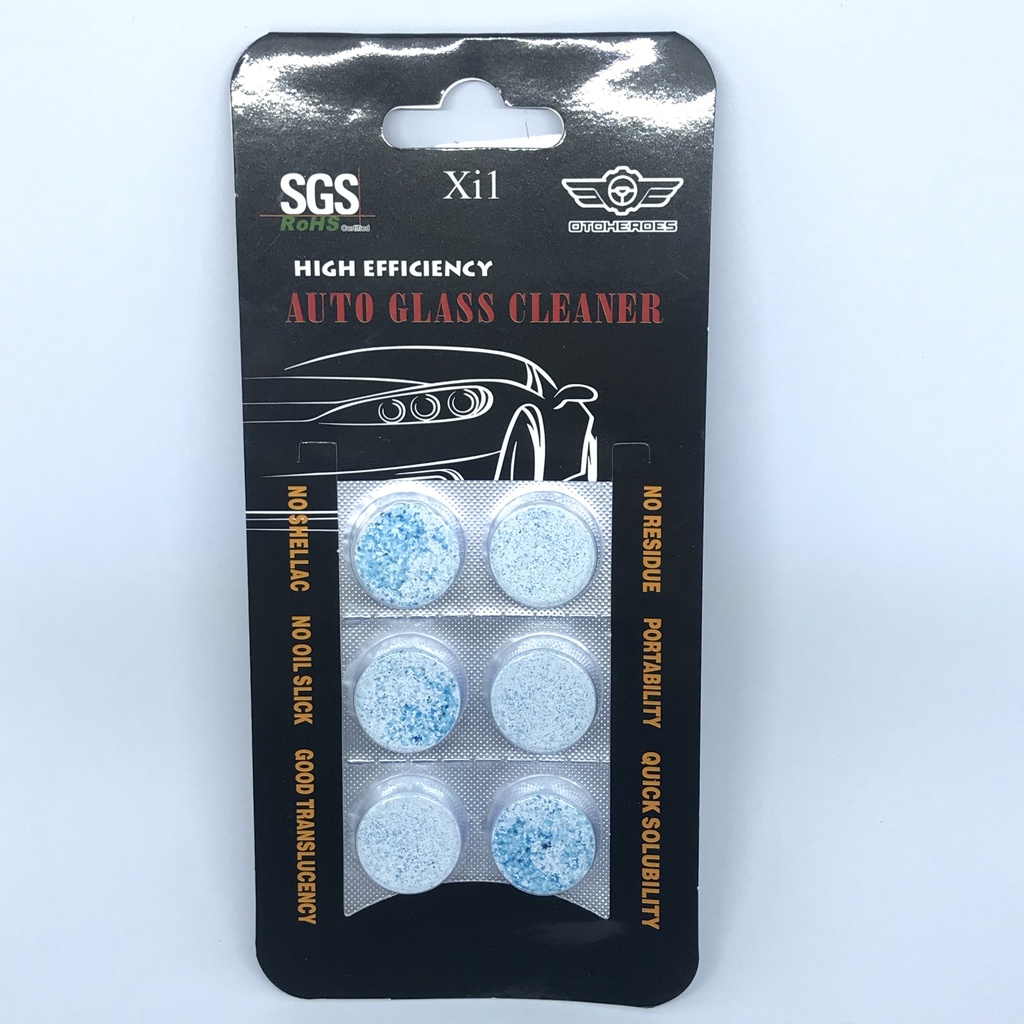 SGS
RoHS Certified
Xi1
OTOHEROES
HIGH EFFICIENCY
AUTO GLASS CLEANER
NO SHELLAC NO OIL SLICK GOOD TRANSLUCENCY
NO RESIDUE PORTABILITY QUICK SOLUBILITY